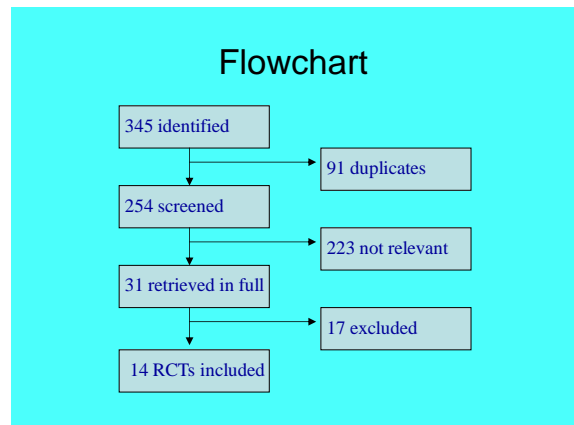 Flowchart
345 identified
91 duplicates
254 screened
223 not relevant
31 retrieved in full
17 excluded
14 RCTs included